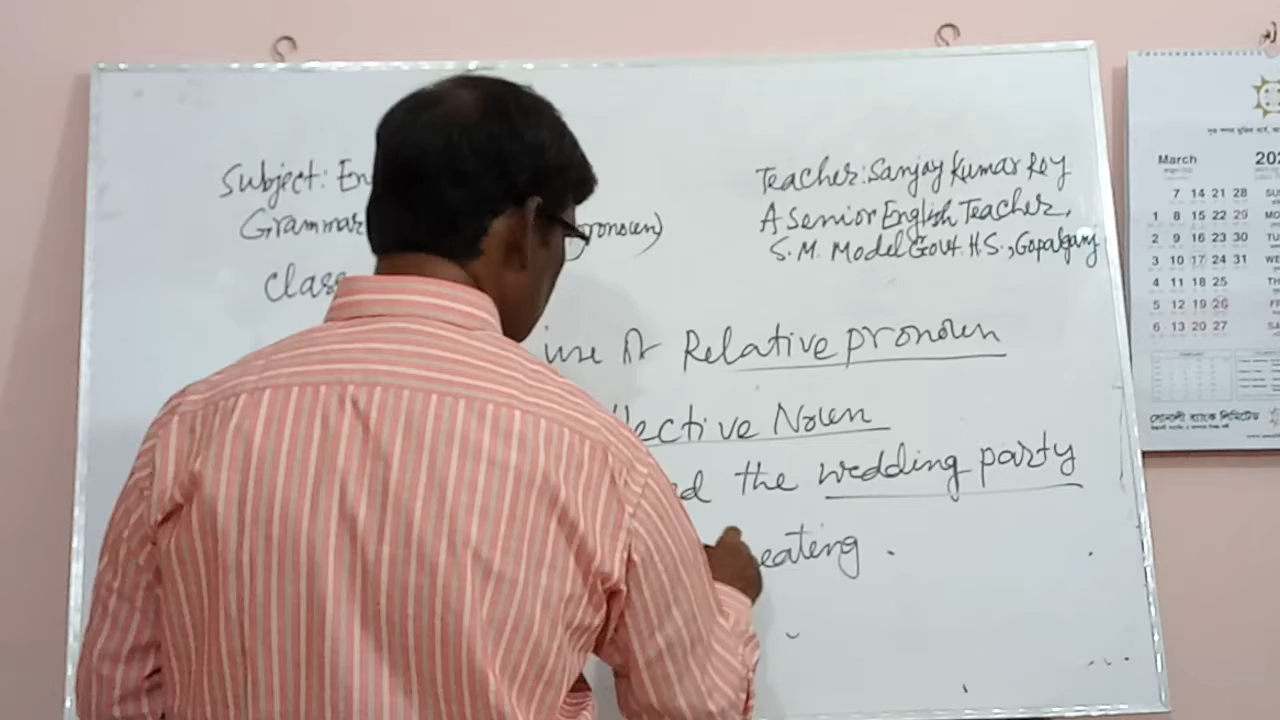 Subject: En
Teacher: Sanjay Kumar Roy
Grammar pronoun)
A Senior English Teacher,
S.M. Model Govt. H.S., Gopalganj
Class
use of Relative pronoun
llective Noun
ed the wedding party
eating.
March 202
7 14 21 28
1 8 15 22 29
2 9 16 23 30
3 10 17 24 31
4 11 18 25
5 12 19 26
6 13 20 27
সোনালী ব্যাংক লিমিটেড